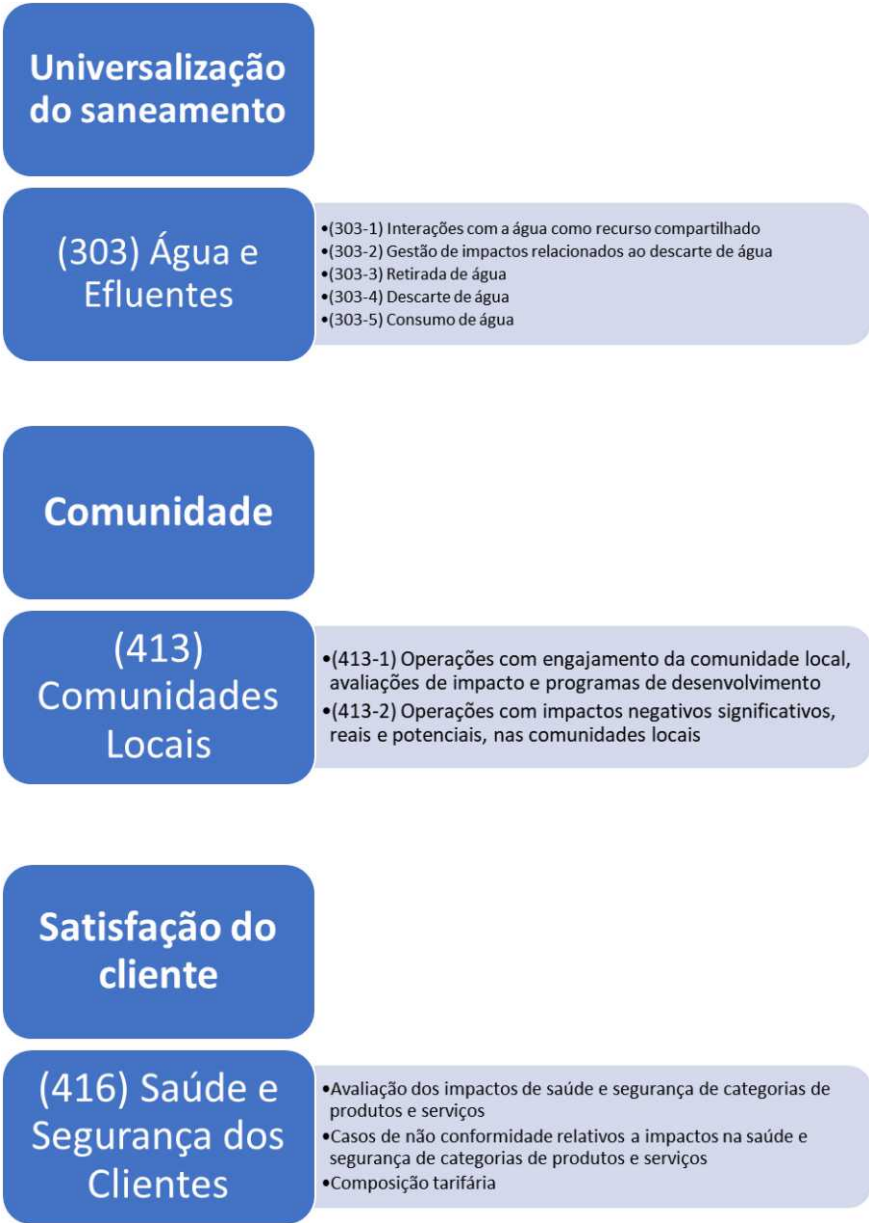 Universalização
do saneamento
(303) Água e
Efluentes
•(303-1) Interações com a água como recurso compartilhado
•(303-2) Gestão de impactos relacionados ao descarte de água
•(303-3) Retirada de água
•(303-4) Descarte de água
•(303-5) Consumo de água
Comunidade
(413)
Comunidades
Locais
•(413-1) Operações com engajamento da comunidade local,
avaliações de impacto e programas de desenvolvimento
•(413-2) Operações com impactos negativos significativos,
reais e potenciais, nas comunidades locais
Satisfação do
cliente
(416) Saúde e
Segurança dos
Clientes
•Avaliação dos impactos de saúde e segurança de categorias de
produtos e serviços
•Casos de não conformidade relativos a impactos na saúde e
segurança de categorias de produtos e serviços
•Composição tarifária